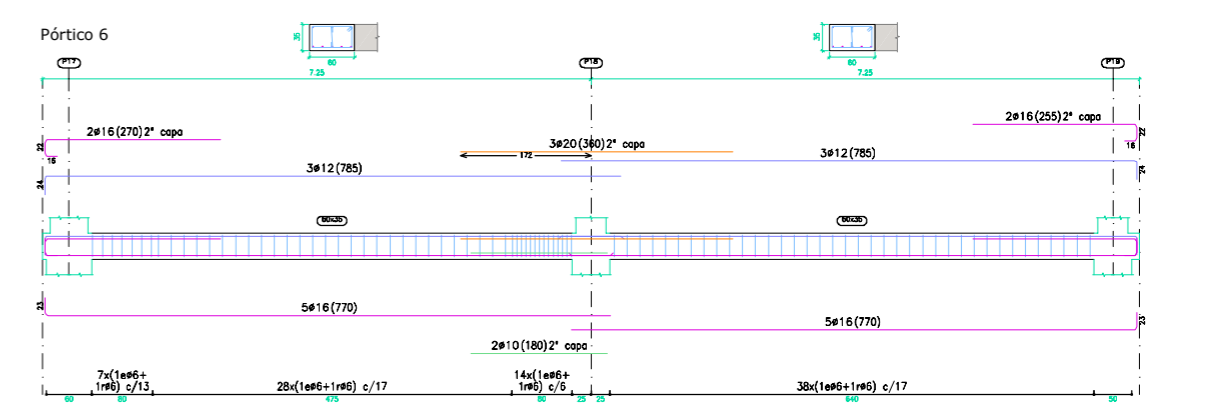 Pórtico 6
35
60
35
60
P17
P18
P19
7.25
7.25
2ø16(270)2ª capa
22
16
3ø20(360)2ª capa
172
2ø16(255)2ª capa
22
16
3ø12(785)
24
3ø12(785)
24
60x35
60x35
23
5ø16(770)
5ø16(770)
23
2ø10(180)2ª capa
7x(1eø6+
1rø6) c/13
28x(1eø6+1rø6) c/17
14x(1eø6+
1rø6) c/6
38x(1eø6+1rø6) c/17
60
80
475
80
25
25
640
50